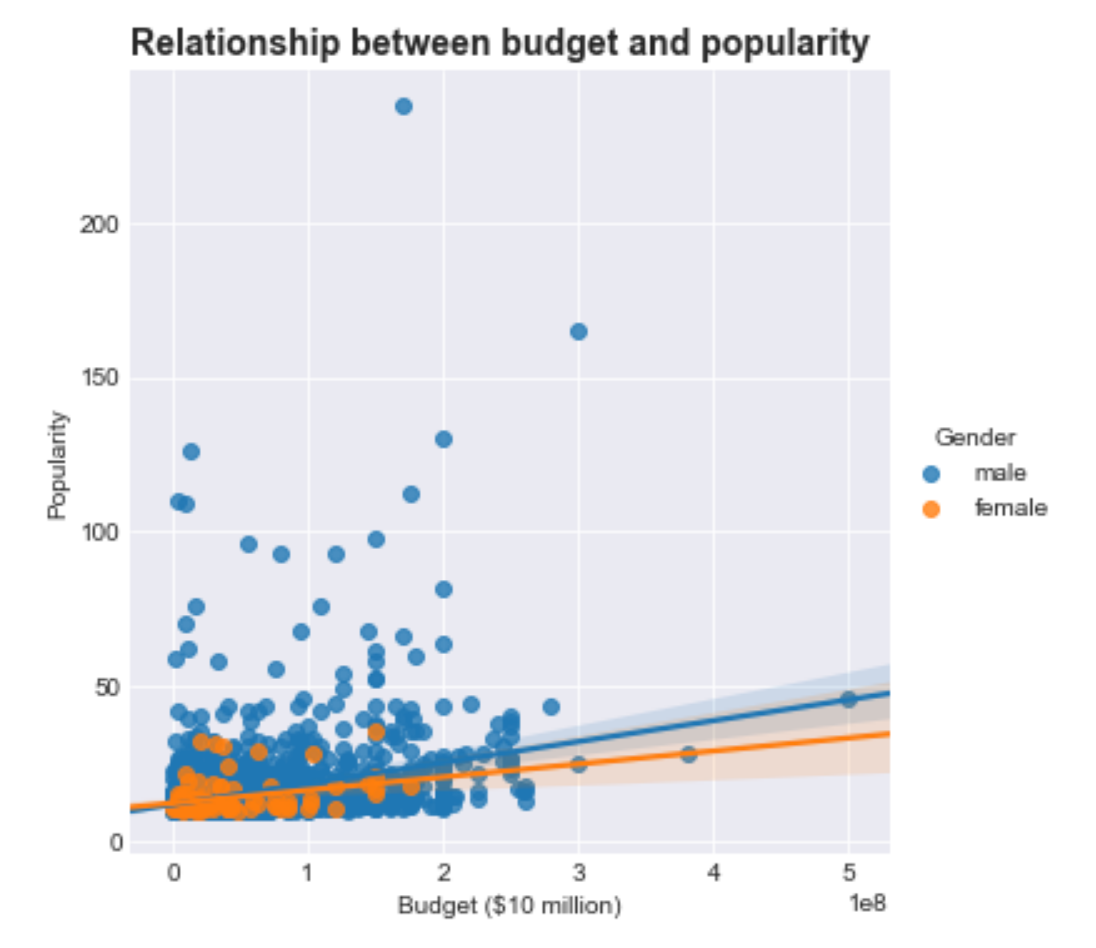 Relationship between budget and popularity
200
150
100
50
0
Popularity
0 1 2 3 4 5
1e8
Budget ($10 million)
Gender
male
female